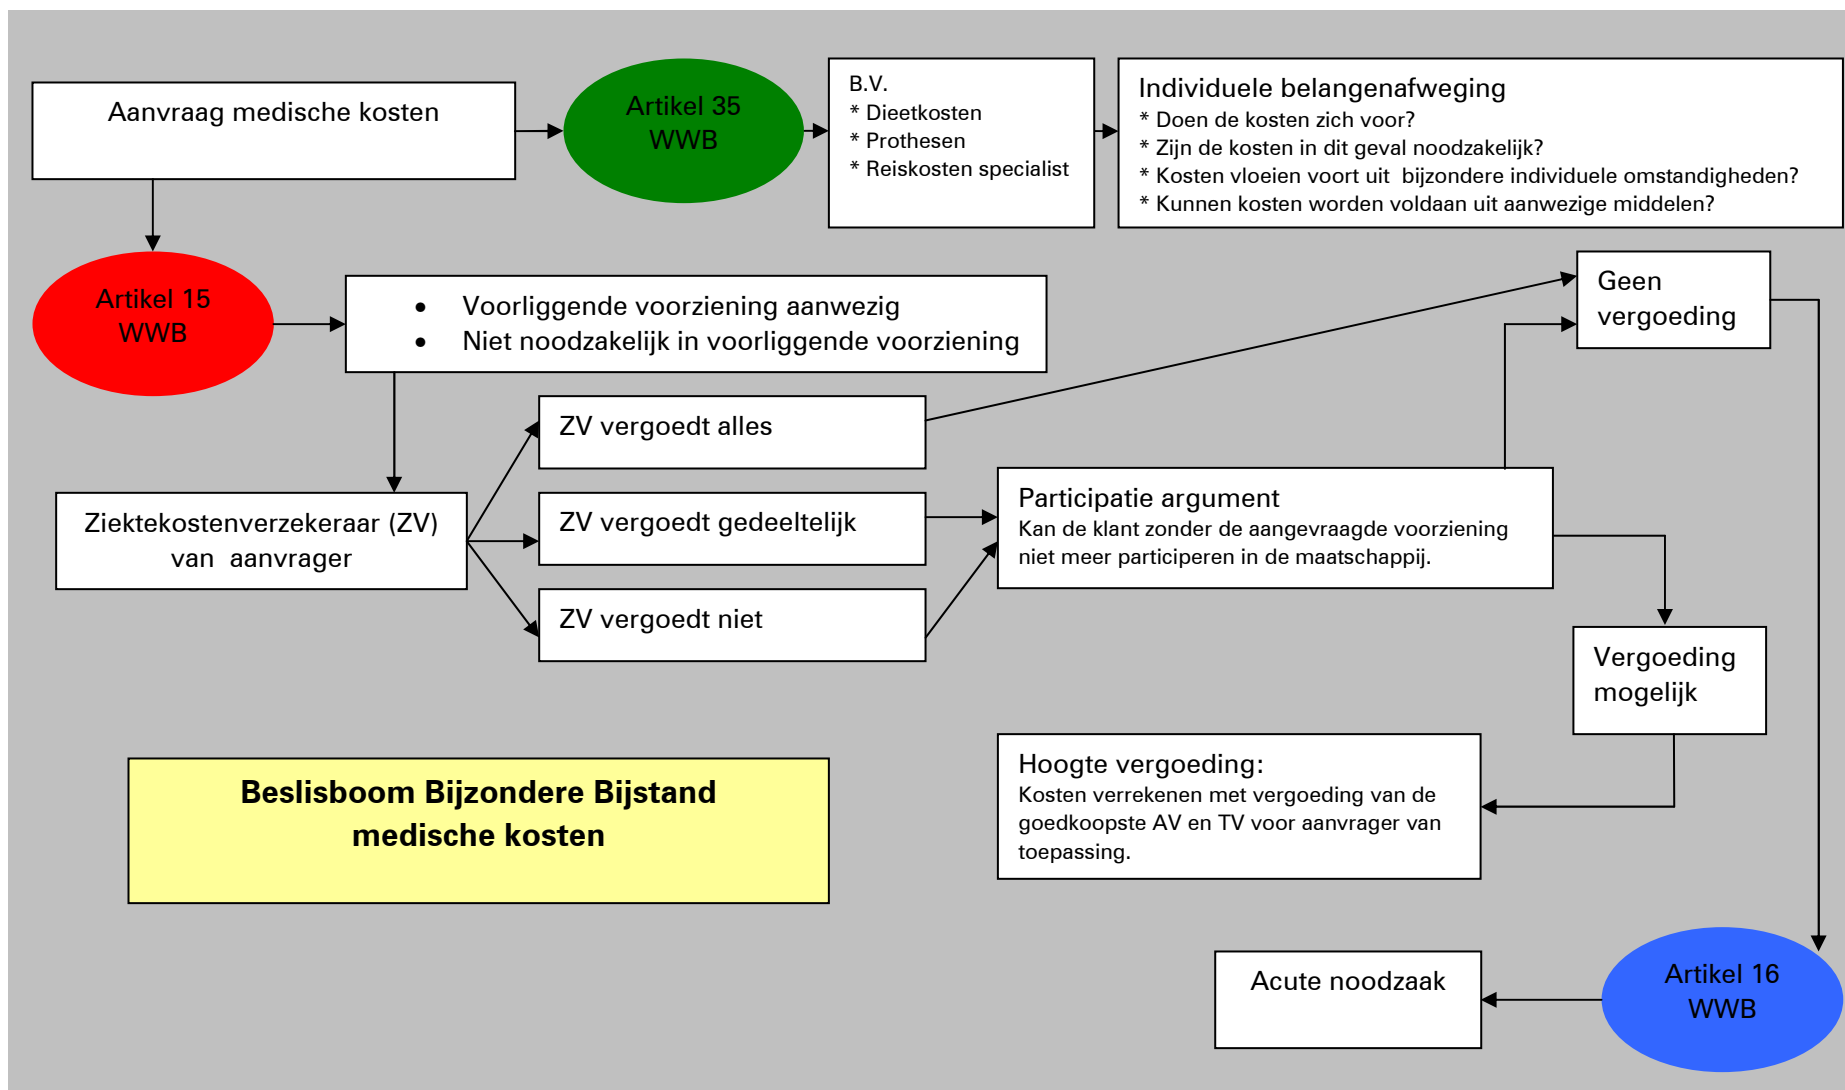 Aanvraag medische kosten
Artikel 35
WWB
B.V.
* Dieetkosten
* Prothesen
* Reiskosten specialist
Individuele belangenafweging
* Doen de kosten zich voor?
* Zijn de kosten in dit geval noodzakelijk?
* Kosten vloeien voort uit bijzondere individuele omstandigheden?
* Kunnen kosten worden voldaan uit aanwezige middelen?
Artikel 15
WWB
• Voorliggende voorziening aanwezig
• Niet noodzakelijk in voorliggende voorziening
Geen
vergoeding
ZV vergoedt alles
Ziektekostenverzekeraar (ZV)
van aanvrager
ZV vergoedt gedeeltelijk
ZV vergoedt niet
Participatie argument
Kan de klant zonder de aangevraagde voorziening
niet meer participeren in de maatschappij.
Vergoeding
mogelijk
Hoogte vergoeding:
Kosten verrekenen met vergoeding van de
goedkoopste AV en TV voor aanvrager van
toepassing.
Beslisboom Bijzondere Bijstand
medische kosten
Acute noodzaak
Artikel 16
WWB